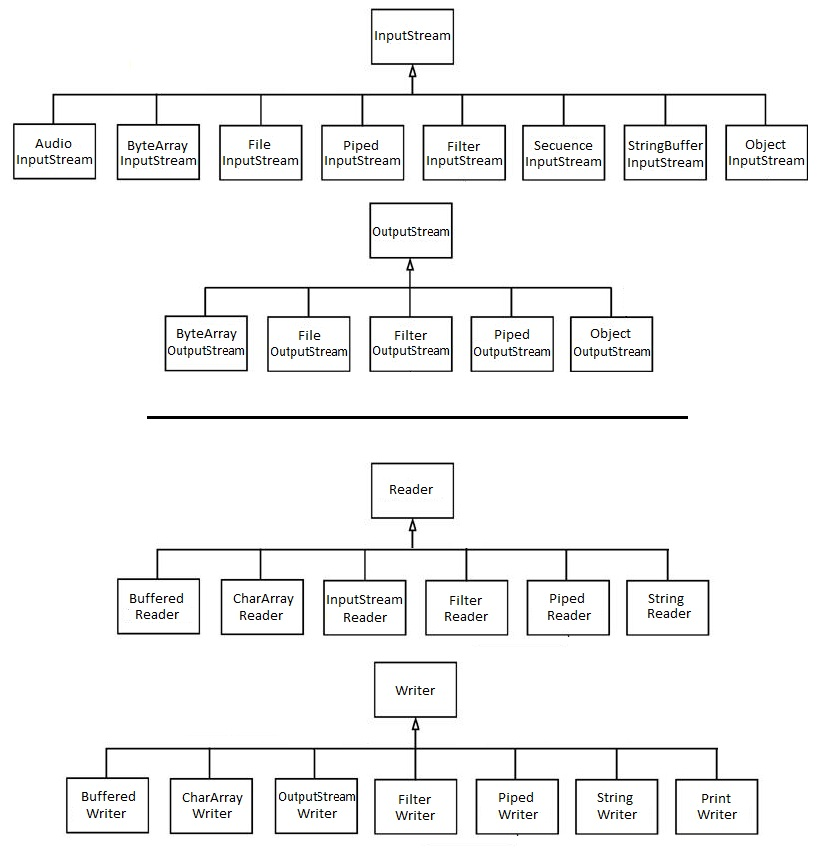 InputStream
Audio
InputStream
ByteArray
InputStream
File
InputStream
Piped
InputStream
Filter
InputStream
Secuence
InputStream
StringBuffer
InputStream
Object
InputStream
OutputStream
ByteArray
OutputStream
File
OutputStream
Filter
OutputStream
Piped
OutputStream
Object
OutputStream
Reader
Buffered
Reader
CharArray
Reader
InputStream
Reader
Filter
Reader
Piped
Reader
String
Reader
Writer
Buffered
Writer
CharArray
Writer
OutputStream
Writer
Filter
Writer
Piped
Writer
String
Writer
Print
Writer